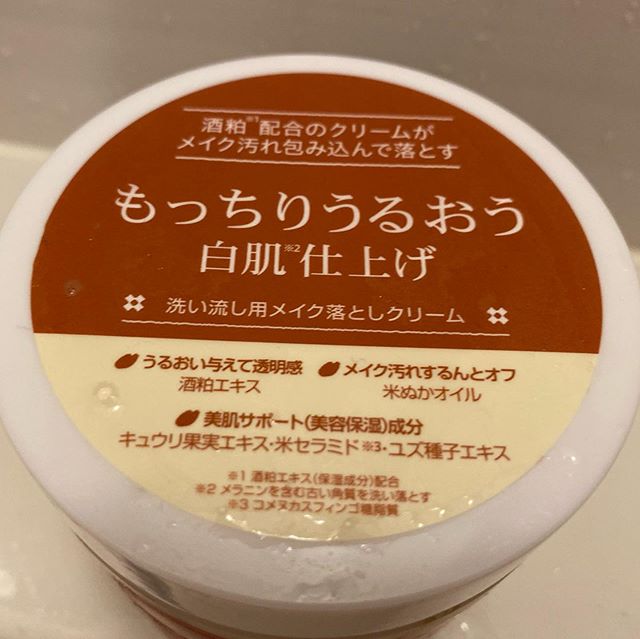 酒粕※1配合のクリームが
メイク汚れ包み込んで落とす
もっちりうるおう
白肌※2仕上げ
洗い流し用メイク落としクリーム
うるおい与えて透明感
酒粕エキス
メイク汚れするんとオフ
米ぬかオイル
美肌サポート(美容保湿)成分
キュウリ果実エキス・米セラミド※3・ユズ種子エキス
※1 酒粕エキス(保湿成分)配合
※2 メラニンを含む古い角質を洗い落とす
※3 コメヌカスフィンゴ糖脂質